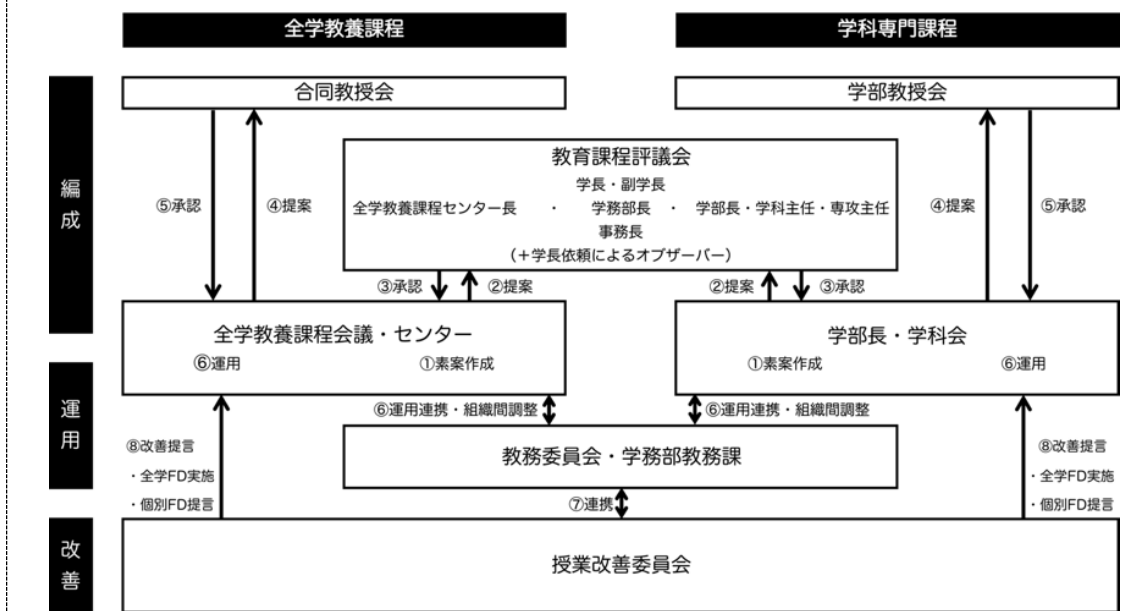 全学教養課程
学科専門課程
編成
合同教授会
学部教授会
教育課程評議会
学長・副学長
全学教養課程センター長 ・ 学務部長 ・ 学部長・学科主任・専攻主任
事務長
（＋学長依頼によるオブザーバー）
⑤承認
④提案
④提案
⑤承認
③承認
②提案
②提案
③承認
全学教養課程会議・センター
⑥運用
①素案作成
学部長・学科会
①素案作成
⑥運用
運用
⑥運用連携・組織間調整
⑥運用連携・組織間調整
教務委員会・学務部教務課
⑧改善提言
・全学FD実施
・個別FD提言
⑧改善提言
・全学FD実施
・個別FD提言
⑦連携
改善
授業改善委員会